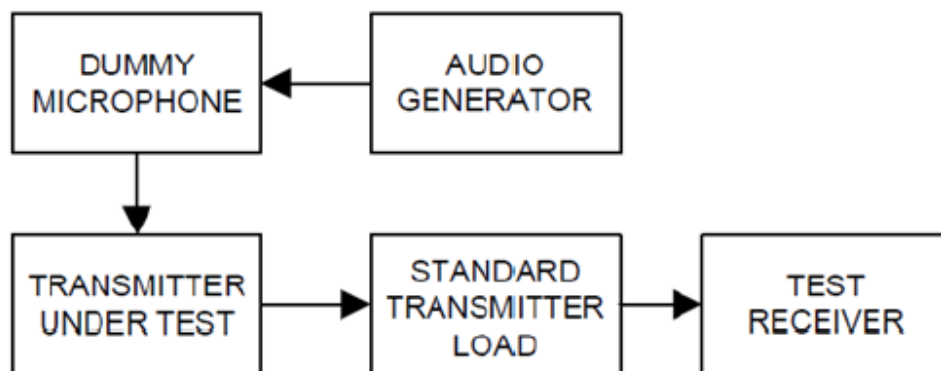 DUMMY
MICROPHONE
AUDIO
GENERATOR
TRANSMITTER
UNDER TEST
STANDARD
TRANSMITTER
LOAD
TEST
RECEIVER